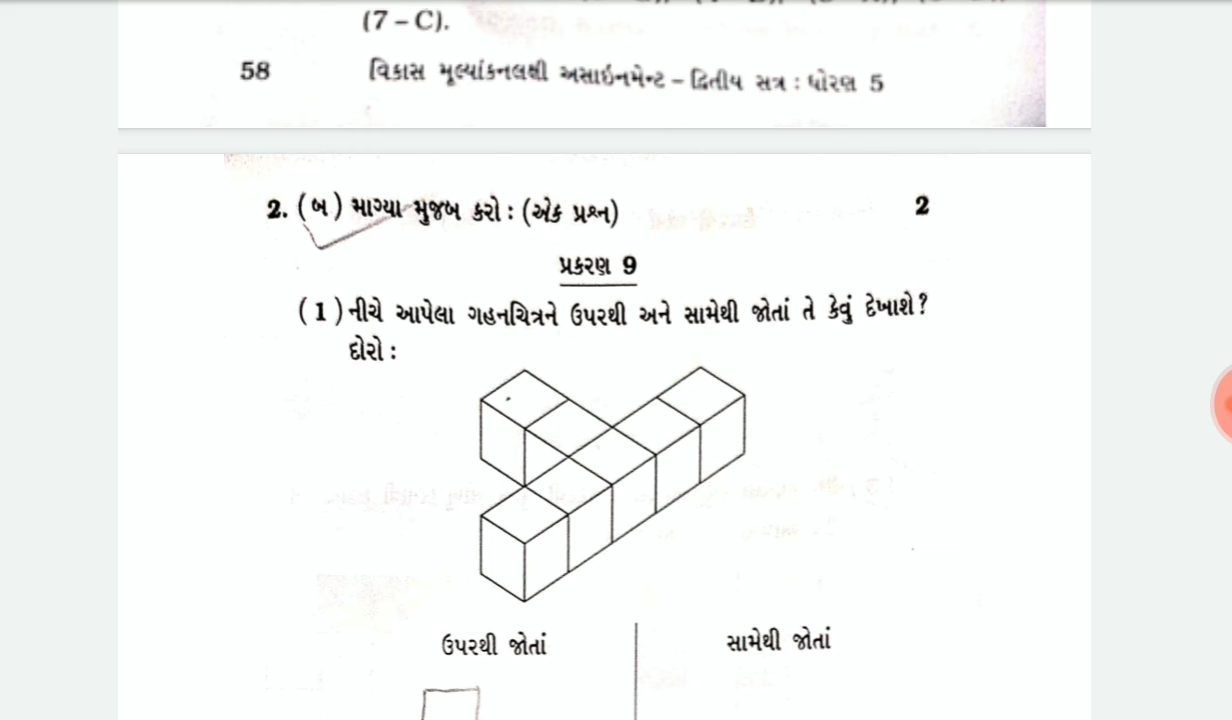 (7 – C).
58 વિકાસ મૂલ્યાંકનલક્ષી અસાઇનમેન્ટ – દ્વિતીય સત્ર : ધોરણ 5
2. (બ) માગ્યા મુજબ કરો : (એક પ્રશ્ન) 2
પ્રકરણ 9
(1) નીચે આપેલા ગહનચિત્રને ઉપરથી અને સામેથી જોતાં તે કેવું દેખાશે?
દોરો :
ઉપરથી જોતાં સામેથી જોતાં